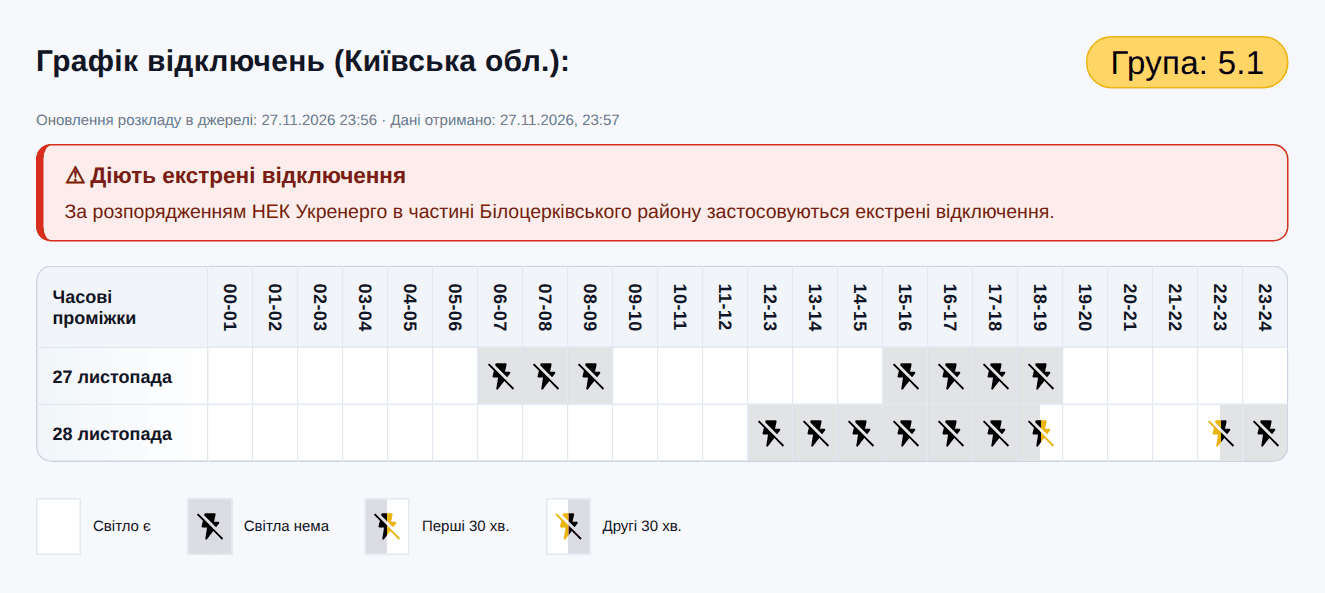 Графік відключень (Київська обл.):
Група: 5.1
Оновлення розкладу в джерелі: 27.11.2026 23:56 · Дані отримано: 27.11.2026, 23:57
⚠ Діють екстрені відключення
За розпорядженням НЕК Укренерго в частині Білоцерківського району застосовуються екстрені відключення.
Часові
проміжки
00-01
01-02
02-03
03-04
04-05
05-06
06-07
07-08
08-09
09-10
10-11
11-12
12-13
13-14
14-15
15-16
16-17
17-18
18-19
19-20
20-21
21-22
22-23
23-24
27 листопада
28 листопада
Світло є
Світла нема
Перші 30 хв.
Другі 30 хв.